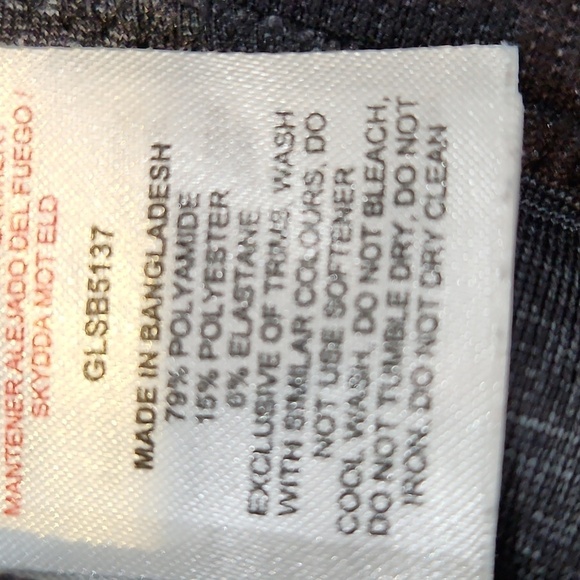 MANTENER ALEJADO DEL FUEGO /
SKYDDA MOT ELD
GLSB5137
MADE IN BANGLADESH
79% POLYAMIDE
15% POLYESTER
6% ELASTANE
EXCLUSIVE OF TRIMS, WASH
WITH SIMILAR COLOURS, DO
NOT USE SOFTENER
COOL WASH, DO NOT BLEACH,
DO NOT TUMBLE DRY, DO NOT
IRON, DO NOT DRY CLEAN